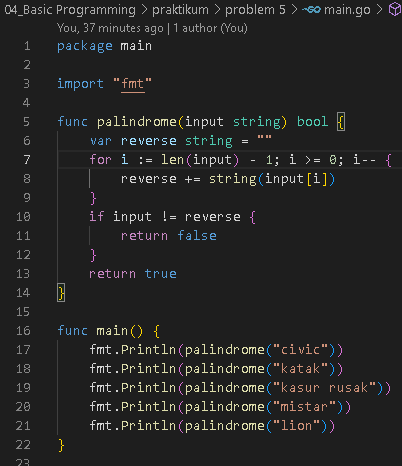 04_Basic Programming > praktikum > problem 5 > main.go >
You, 37 minutes ago | 1 author (You)
1 package main
2
3 import "fmt"
4
5 func palindrome(input string) bool {
6     var reverse string = ""
7     for i := len(input) - 1; i >= 0; i-- {
8         reverse += string(input[i])
9     }
10     if input != reverse {
11         return false
12     }
13     return true
14 }
15
16 func main() {
17     fmt.Println(palindrome("civic"))
18     fmt.Println(palindrome("katak"))
19     fmt.Println(palindrome("kasur rusak"))
20     fmt.Println(palindrome("mistar"))
21     fmt.Println(palindrome("lion"))
22 }
23